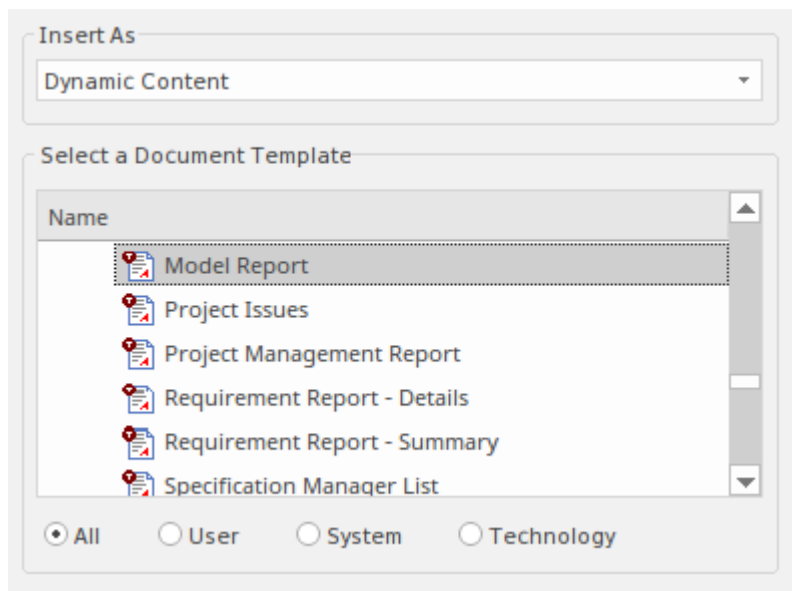 Insert As
Dynamic Content
Select a Document Template
Name
Model Report
Project Issues
Project Management Report
Requirement Report - Details
Requirement Report - Summary
Specification Manager List
All User System Technology